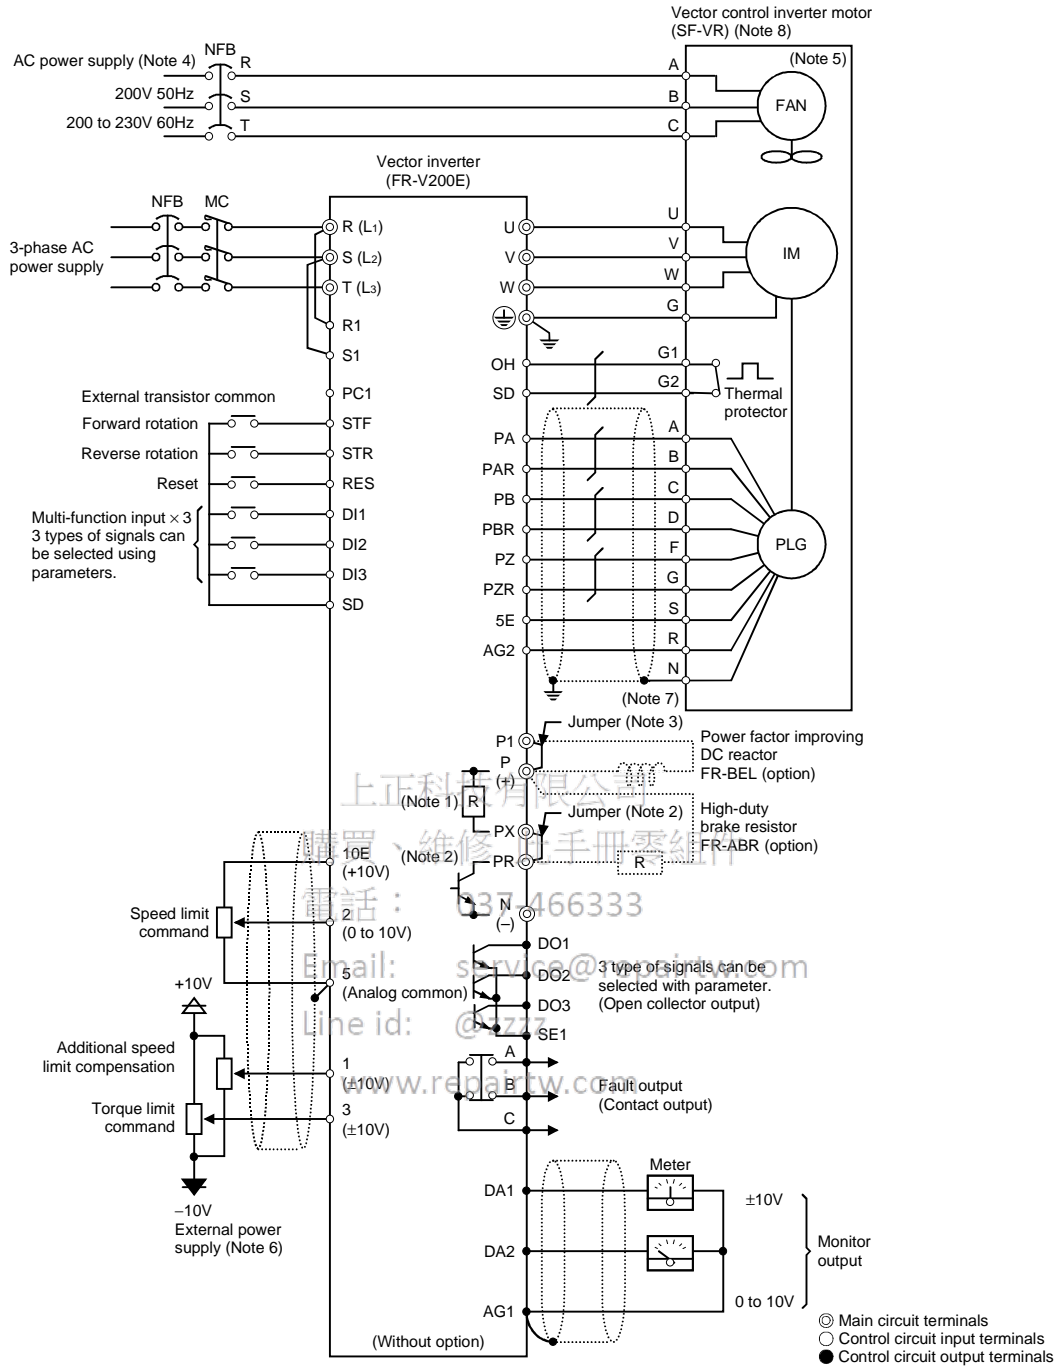 Vector control inverter motor
(SF-VR) (Note 8)
(Note 5)
NFB
AC power supply (Note 4)
R
A
200V 50Hz
S
B
FAN
200 to 230V 60Hz
T
C
Vector inverter
(FR-V200E)
NFB
MC
3-phase AC
power supply
R (L1)
S (L2)
T (L3)
R1
S1
PC1
U
V
W
U
V
W
G
IM
OH
SD
G1
G2
Thermal
protector
External transistor common
Forward rotation
STF
Reverse rotation
STR
Reset
RES
Multi-function input × 3
3 types of signals can
be selected using
parameters.
DI1
DI2
DI3
SD
PA
A
PAR
B
PB
C
PBR
D
PZ
F
PZR
G
5E
S
AG2
R
N
PLG
(Note 7)
P1
Jumper (Note 3)
P
(+)
Power factor improving
DC reactor
FR-BEL (option)
上正科技有限公司
(Note 1)
R
PX
Jumper (Note 2)
High-duty
brake resistor
FR-ABR (option)
購買、維修、上手冊零組件
(Note 2)
PR
R
10E
(+10V)
電話： 037-466333
N
(–)
Speed limit
command
2
(0 to 10V)
5
(Analog common)
Email: service@repairtw.com
DO1
DO2
DO3
SE1
3 type of signals can be
selected with parameter.
(Open collector output)
+10V
Line id: @zzzz
Additional speed
limit compensation
1
(±10V)
www.repairtw.com
Torque limit
command
3
(±10V)
A
B
C
Fault output
(Contact output)
–10V
External power
supply (Note 6)
Meter
DA1
±10V
DA2
Monitor
output
AG1
0 to 10V
(Without option)
Main circuit terminals
Control circuit input terminals
Control circuit output terminals